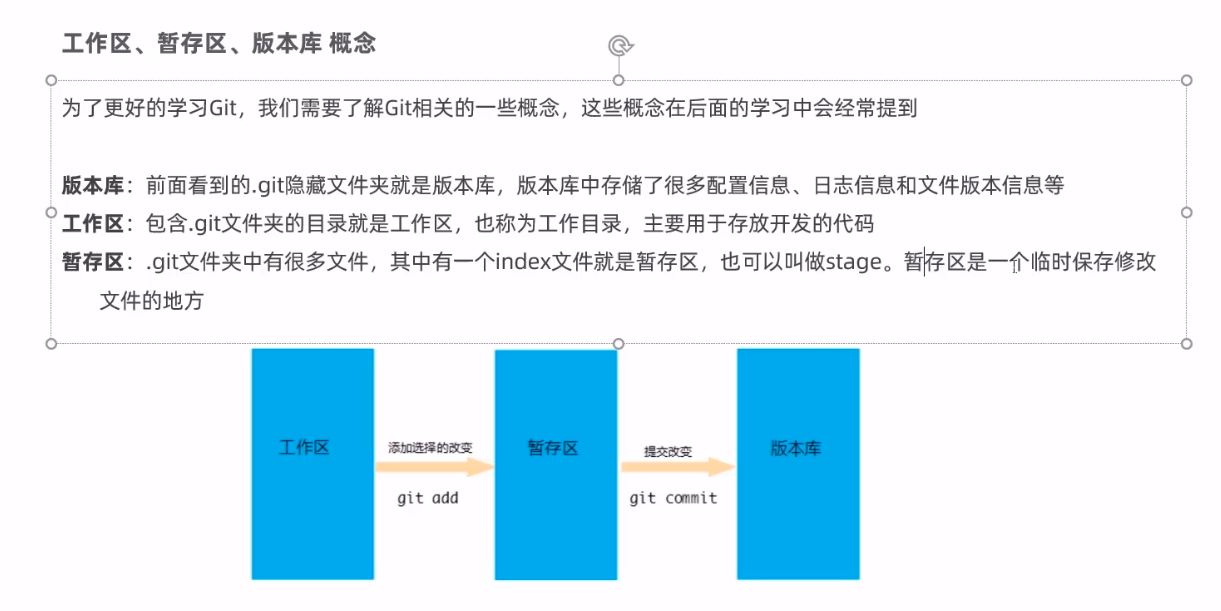 工作区、暂存区、版本库 概念
为了更好的学习Git，我们需要了解Git相关的一些概念，这些概念在后面的学习中会经常提到
版本库：前面看到的.git隐藏文件夹就是版本库，版本库中存储了很多配置信息、日志信息和文件版本信息等
工作区：包含.git文件夹的目录就是工作区，也称为工作目录，主要用于存放开发的代码
暂存区：.git文件夹中有很多文件，其中有一个index文件就是暂存区，也可以叫做stage。暂存区是一个临时保存修改
文件的地方
工作区
添加选择的改变
git add
暂存区
提交改变
git commit
版本库